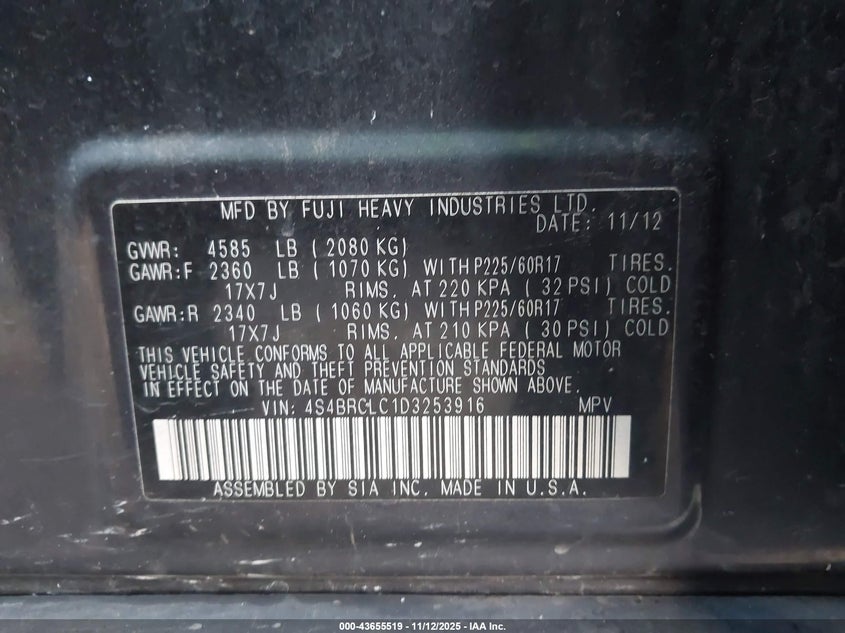 MFD BY FUJI HEAVY INDUSTRIES LTD.
DATE: 11/12
GVWR: 4585 LB ( 2080 KG)
GAWR:F 2360 LB ( 1070 KG) WITH P225/60R17 TIRES.
17X7J RIMS, AT 220 KPA ( 32 PSI) COLD
GAWR:R 2340 LB ( 1060 KG) WITH P225/60R17 TIRES.
17X7J RIMS, AT 210 KPA ( 30 PSI) COLD
THIS VEHICLE CONFORMS TO ALL APPLICABLE FEDERAL MOTOR
VEHICLE SAFETY AND THEFT PREVENTION STANDARDS
IN EFFECT ON THE DATE OF MANUFACTURE SHOWN ABOVE.
VIN: 4S4BRCLC1D3253916 MPV
ASSEMBLED BY SIA INC. MADE IN U.S.A.
000-43655519 - 11/12/2025 - IAA Inc.